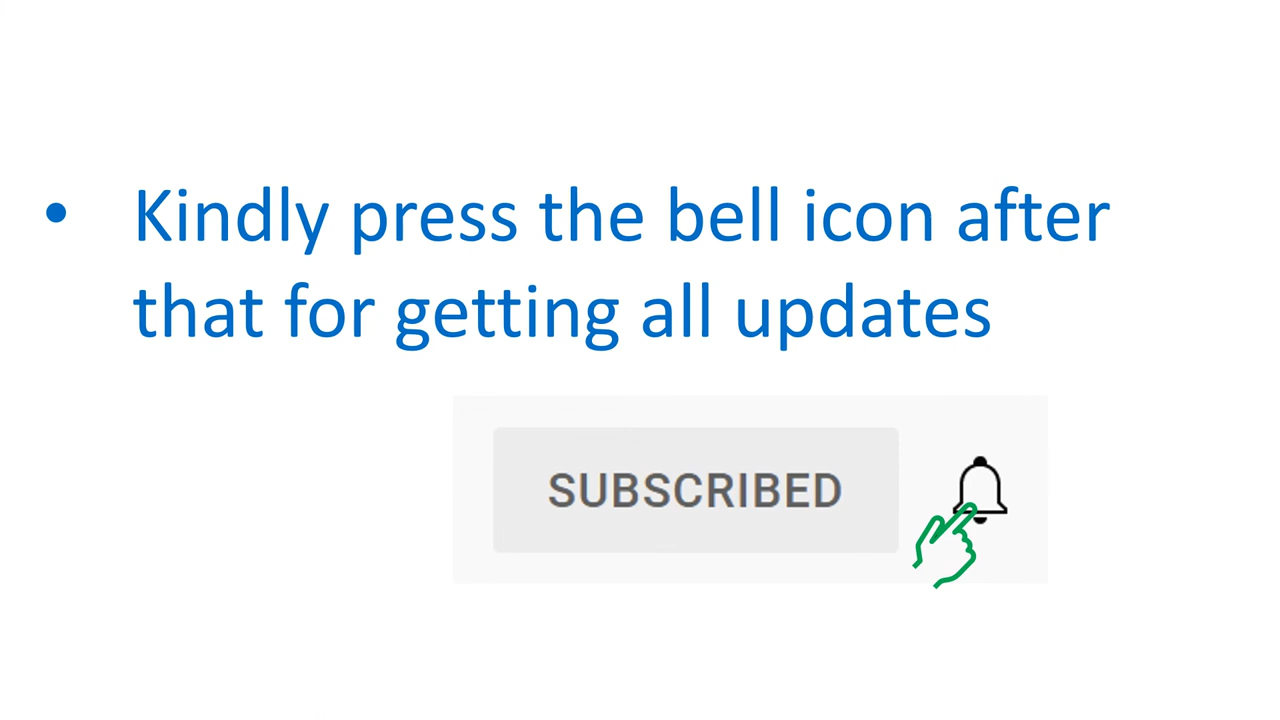 • Kindly press the bell icon after
that for getting all updates
SUBSCRIBED